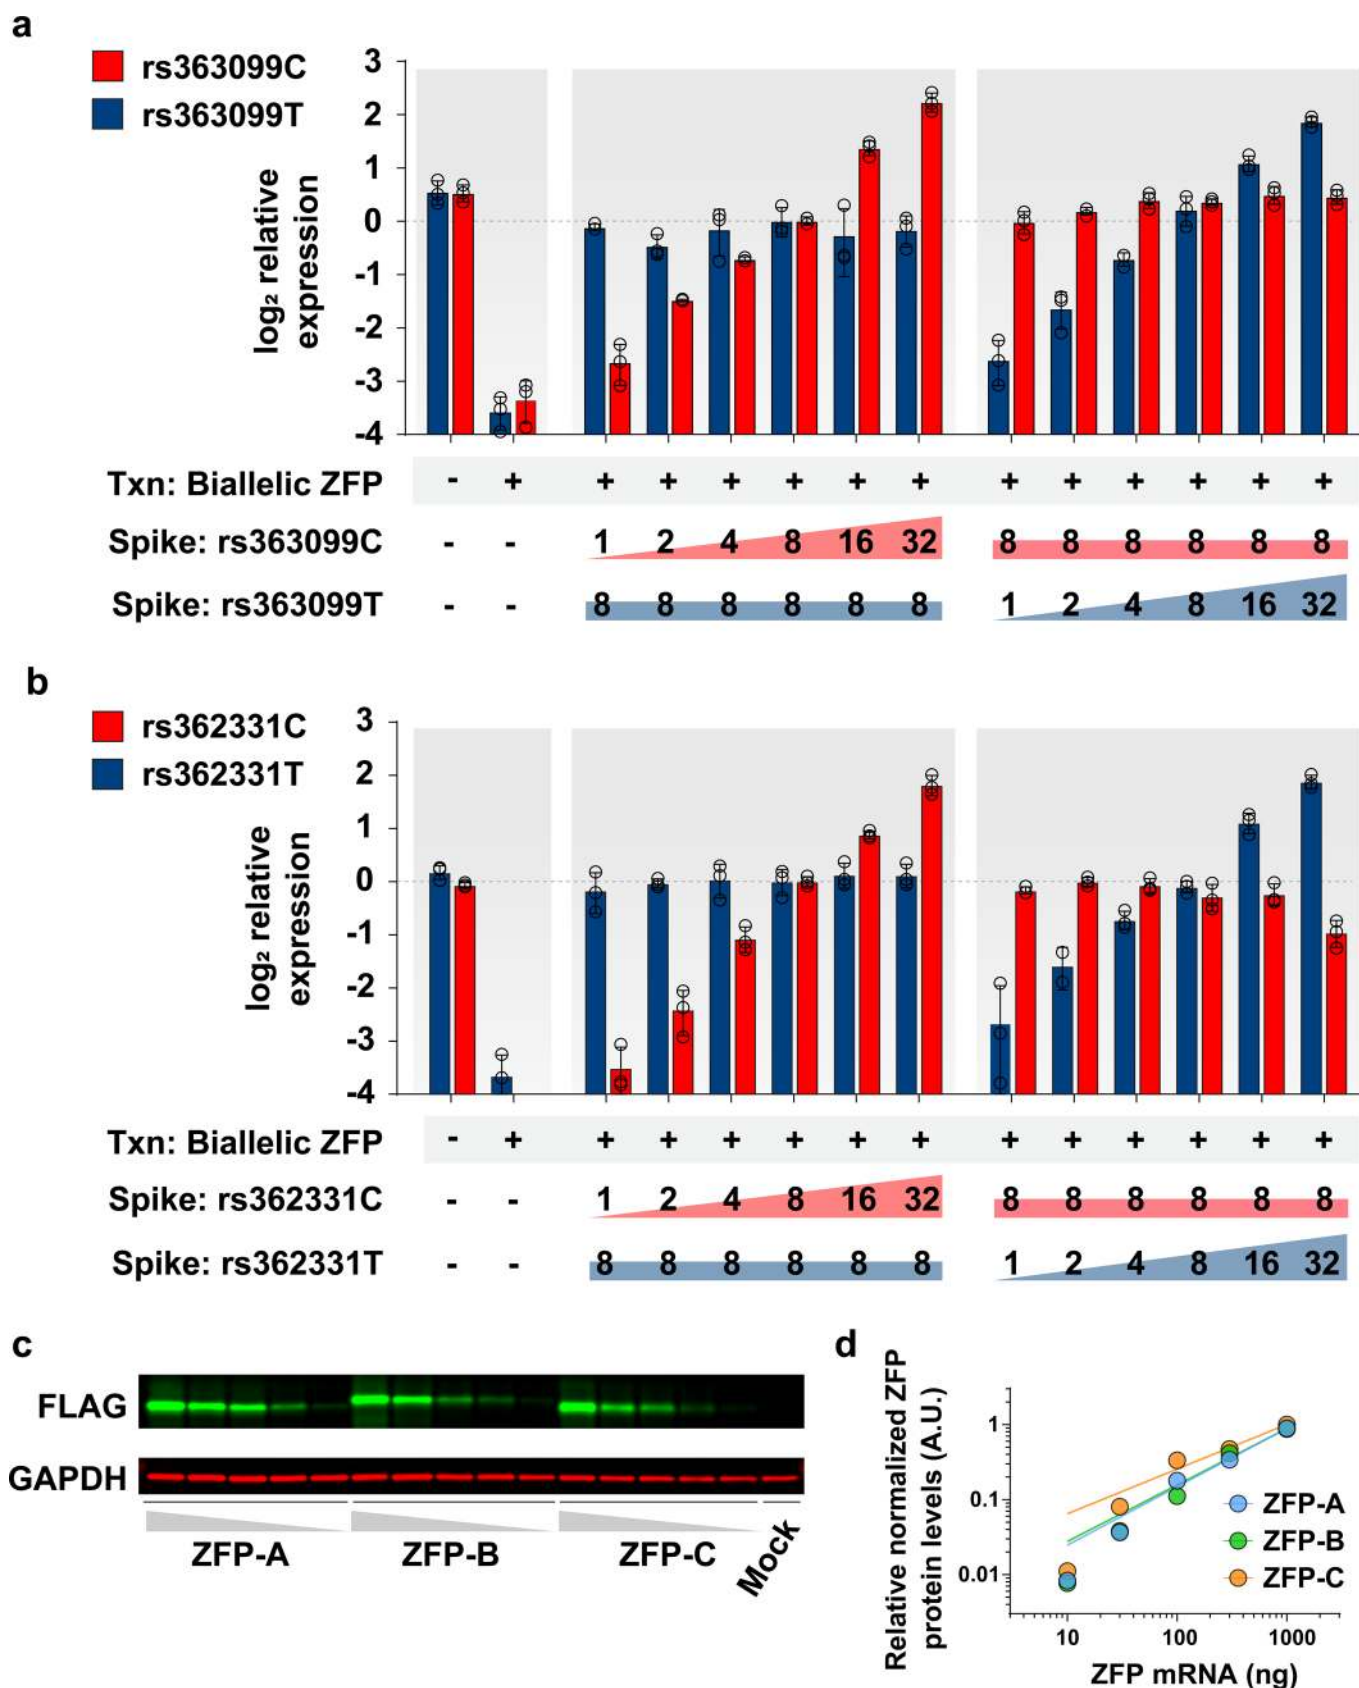 a
rs363099C
rs363099T
log₂ relative
expression
3
2
1
0
-1
-2
-3
-4
Txn: Biallelic ZFP - + + + + + + + + + + + + +
Spike: rs363099C - - 1 2 4 8 16 32 8 8 8 8 8 8
Spike: rs363099T - - 8 8 8 8 8 8 1 2 4 8 16 32
b
rs362331C
rs362331T
log₂ relative
expression
3
2
1
0
-1
-2
-3
-4
Txn: Biallelic ZFP - + + + + + + + + + + + + +
Spike: rs362331C - - 1 2 4 8 16 32 8 8 8 8 8 8
Spike: rs362331T - - 8 8 8 8 8 8 1 2 4 8 16 32
c
FLAG
GAPDH
ZFP-A ZFP-B ZFP-C Mock
d
Relative normalized ZFP
protein levels (A.U.)
1
0.1
0.01
ZFP-A
ZFP-B
ZFP-C
10 100 1000
ZFP mRNA (ng)